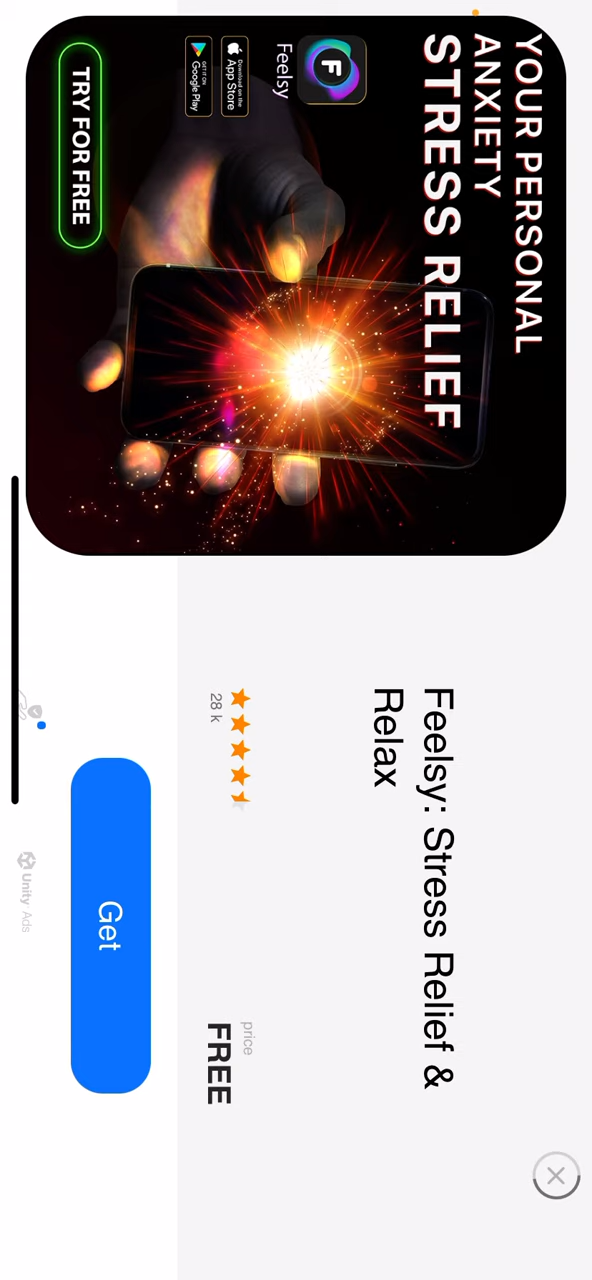 YOUR PERSONAL
ANXIETY
STRESS RELIEF
F
Feelsy
Download on the
App Store
GET IT ON
Google Play
TRY FOR FREE
Feelsy: Stress Relief &
Relax
28 k
price
FREE
Get
Unity Ads